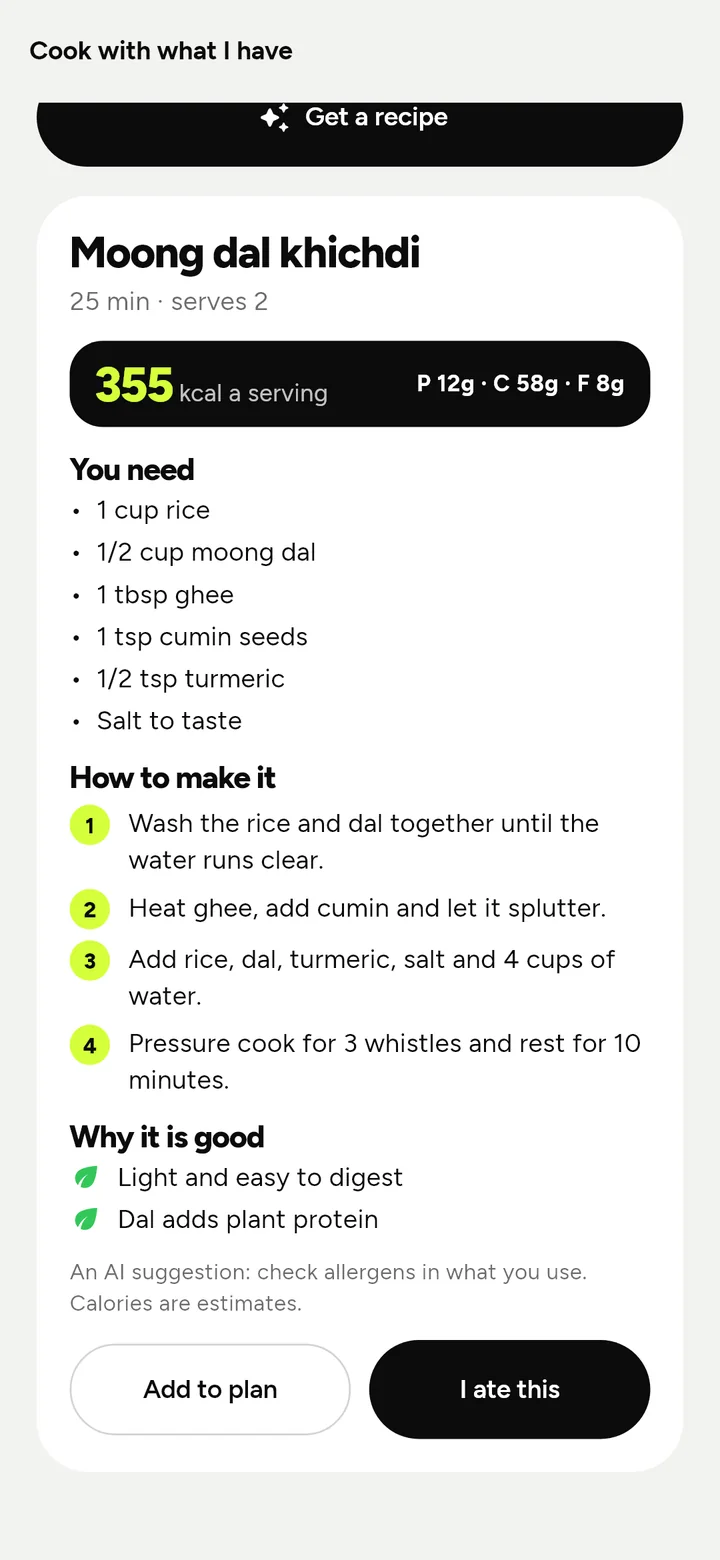 Cook with what I have
Get a recipe
Moong dal khichdi
25 min · serves 2
355 kcal a serving
P 12g · C 58g · F 8g
You need
• 1 cup rice
• 1/2 cup moong dal
• 1 tbsp ghee
• 1 tsp cumin seeds
• 1/2 tsp turmeric
• Salt to taste
How to make it
1 Wash the rice and dal together until the
water runs clear.
2 Heat ghee, add cumin and let it splutter.
3 Add rice, dal, turmeric, salt and 4 cups of
water.
4 Pressure cook for 3 whistles and rest for 10
minutes.
Why it is good
Light and easy to digest
Dal adds plant protein
An AI suggestion: check allergens in what you use.
Calories are estimates.
Add to plan
I ate this